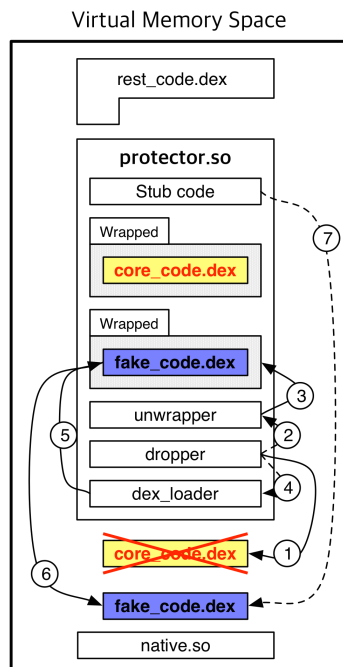 Virtual Memory Space
rest_code.dex
protector.so
Stub code
7
Wrapped
core_code.dex
Wrapped
fake_code.dex
3
unwrapper
2
5
dropper
4
dex_loader
core_code.dex
1
6
fake_code.dex
native.so